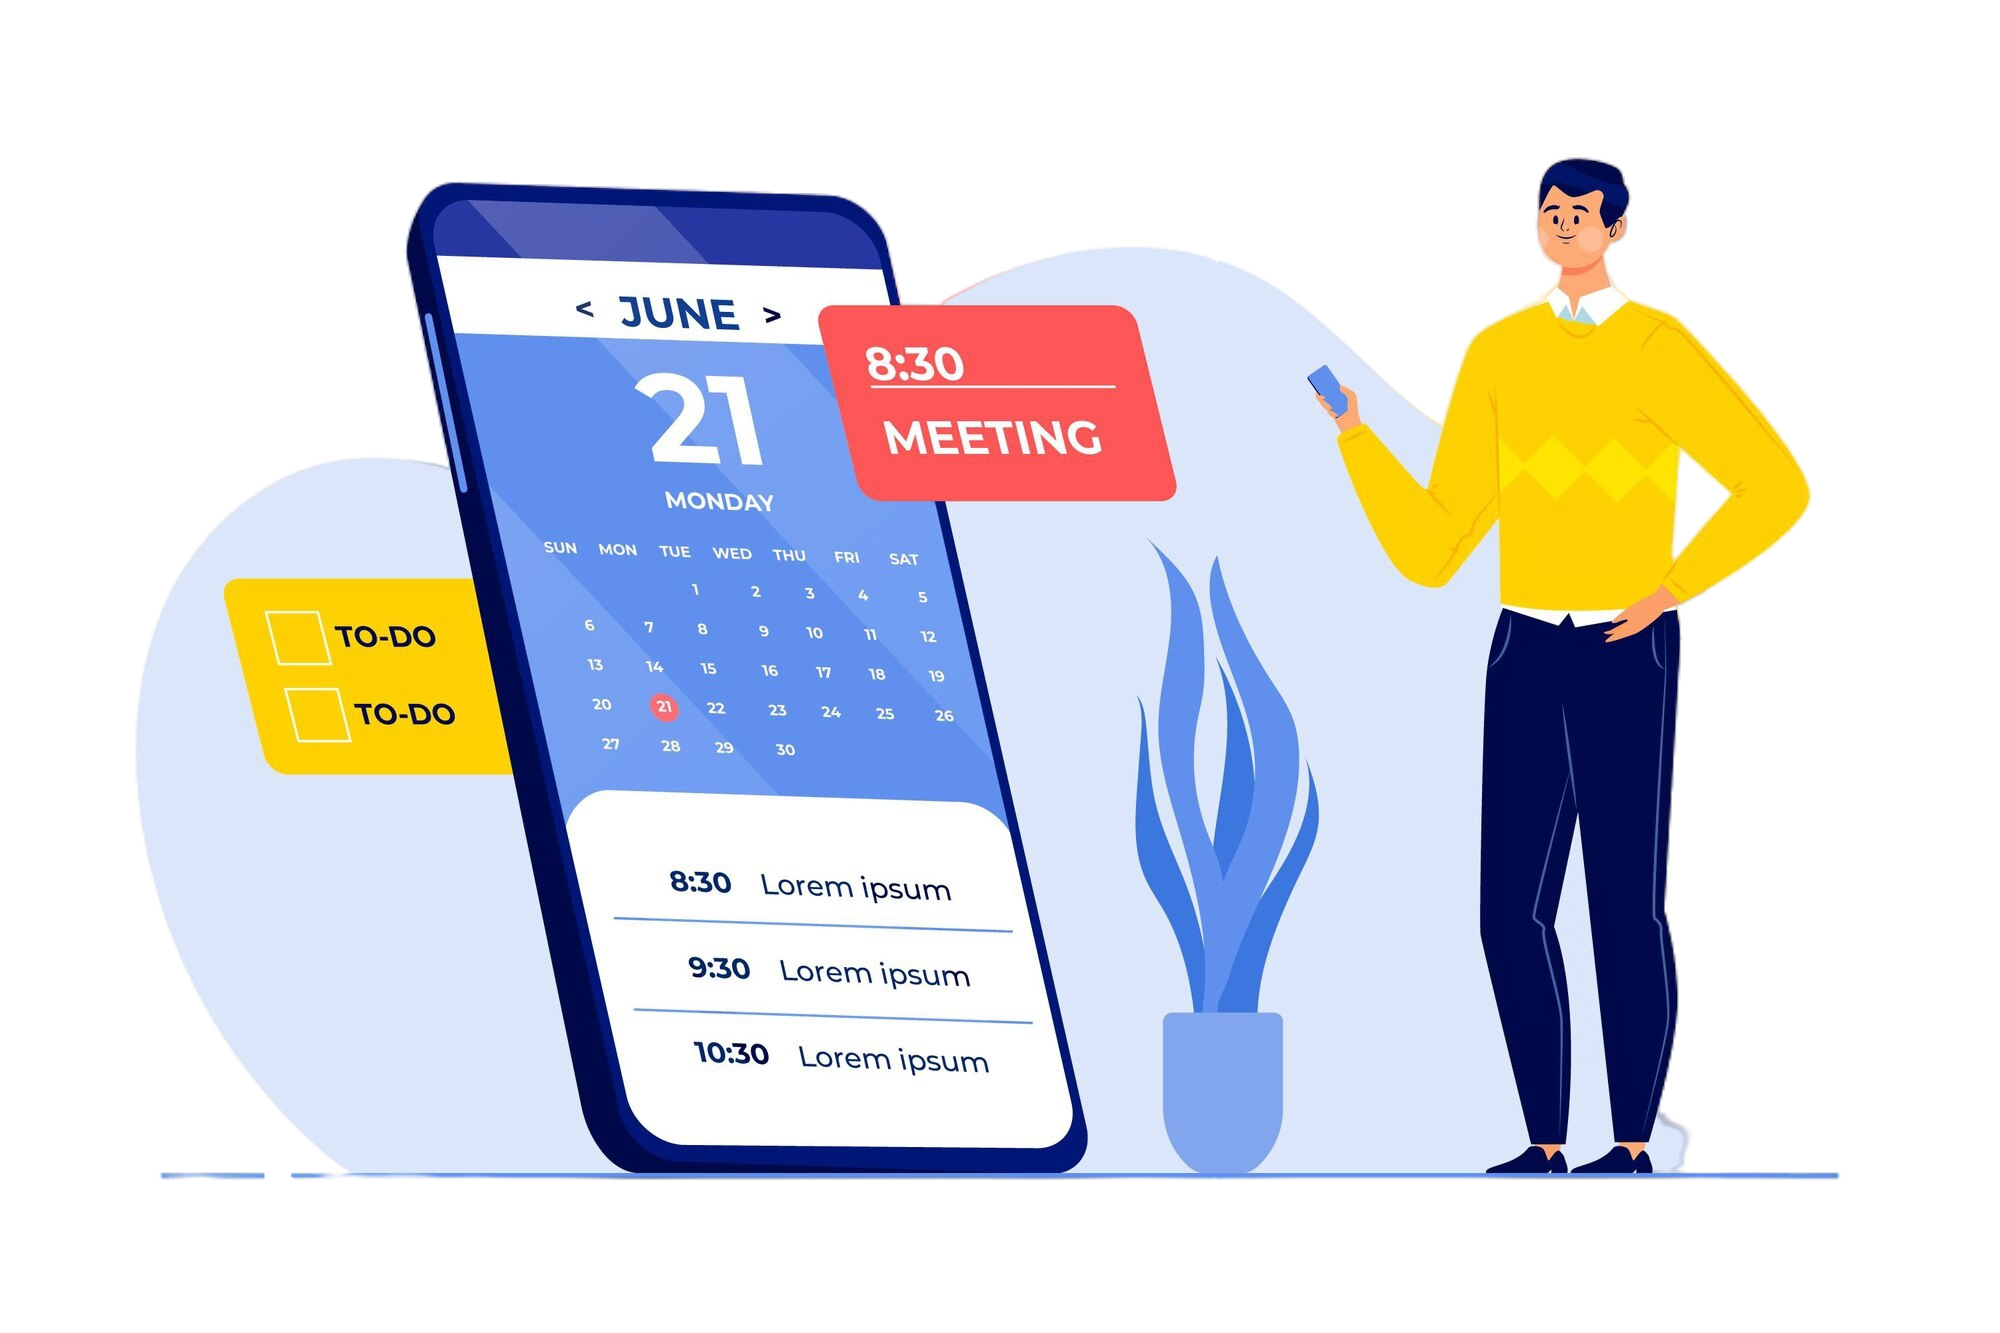 < JUNE >
21
MONDAY
SUN MON TUE WED THU FRI SAT
1 2 3 4 5
6 7 8 9 10 11 12
13 14 15 16 17 18 19
20 21 22 23 24 25 26
27 28 29 30
8:30
MEETING
TO-DO
TO-DO
8:30 Lorem ipsum
9:30 Lorem ipsum
10:30 Lorem ipsum